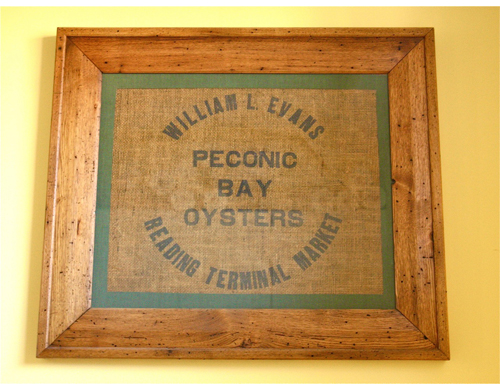 WILLIAM L. EVANS
PECONIC
BAY
OYSTERS
READING TERMINAL MARKET